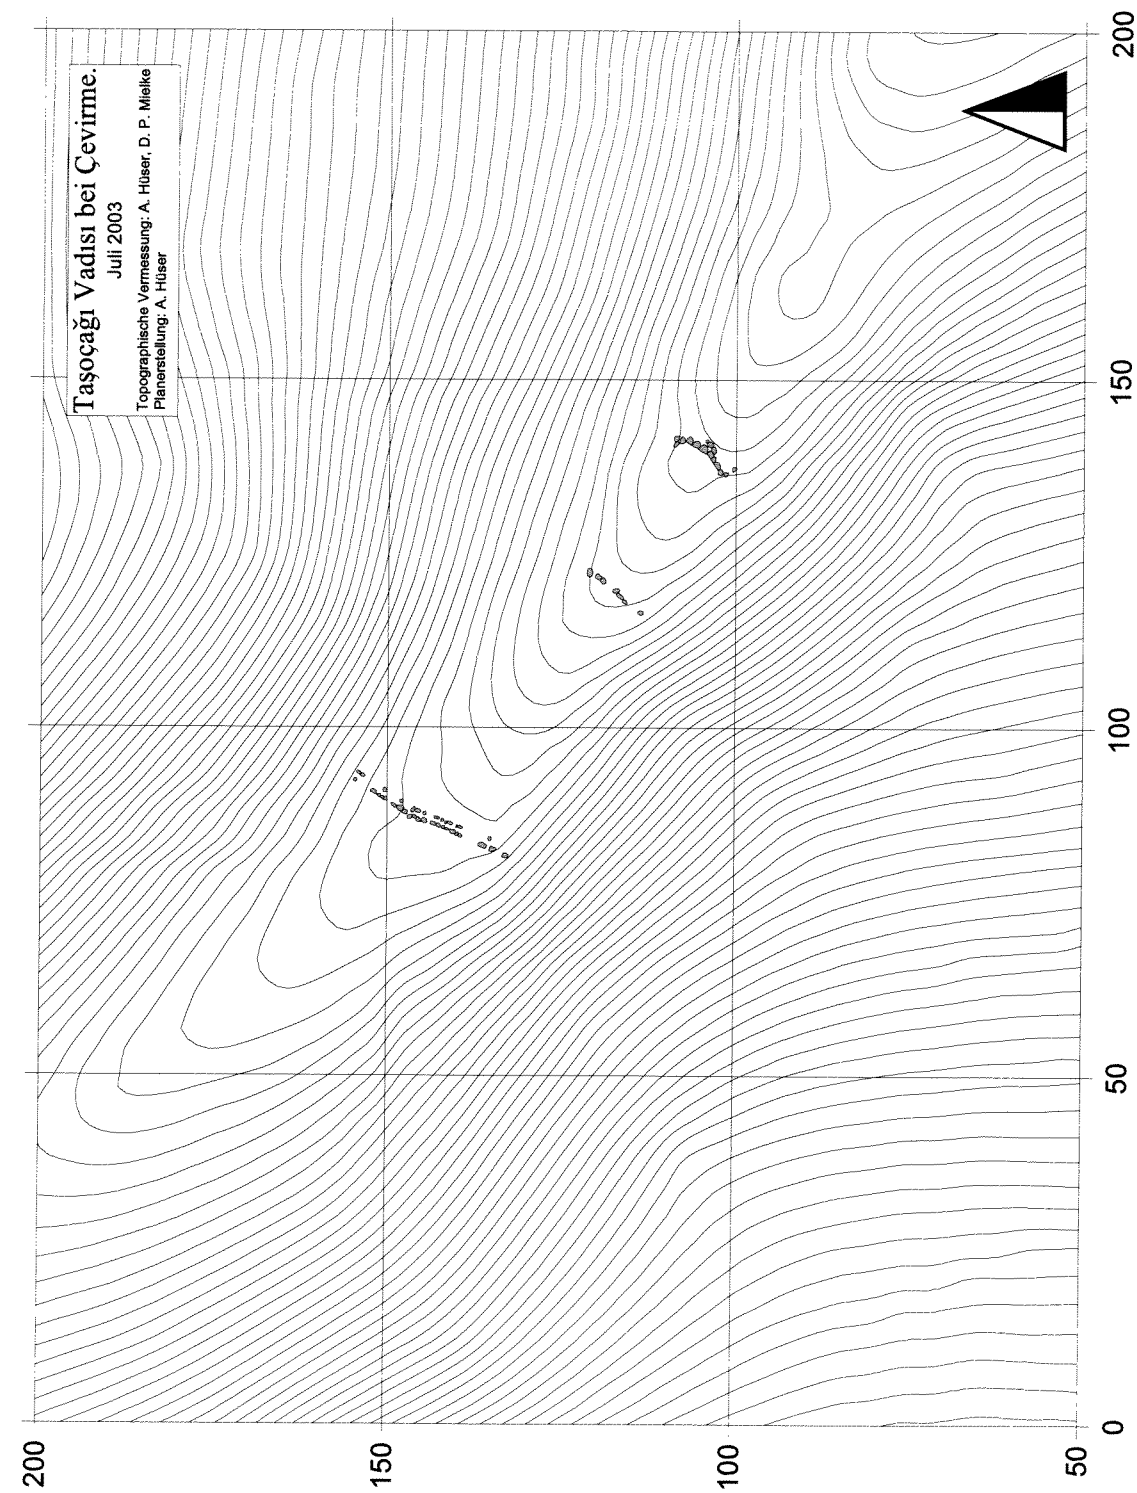 Taşoçağı Vadısı bei Çevirme.
Juli 2003
Topographische Vermessung: A. Hüser, D. P. Mielke
Planerstellung: A. Hüser
200
150
100
50
0
50
100
150
200